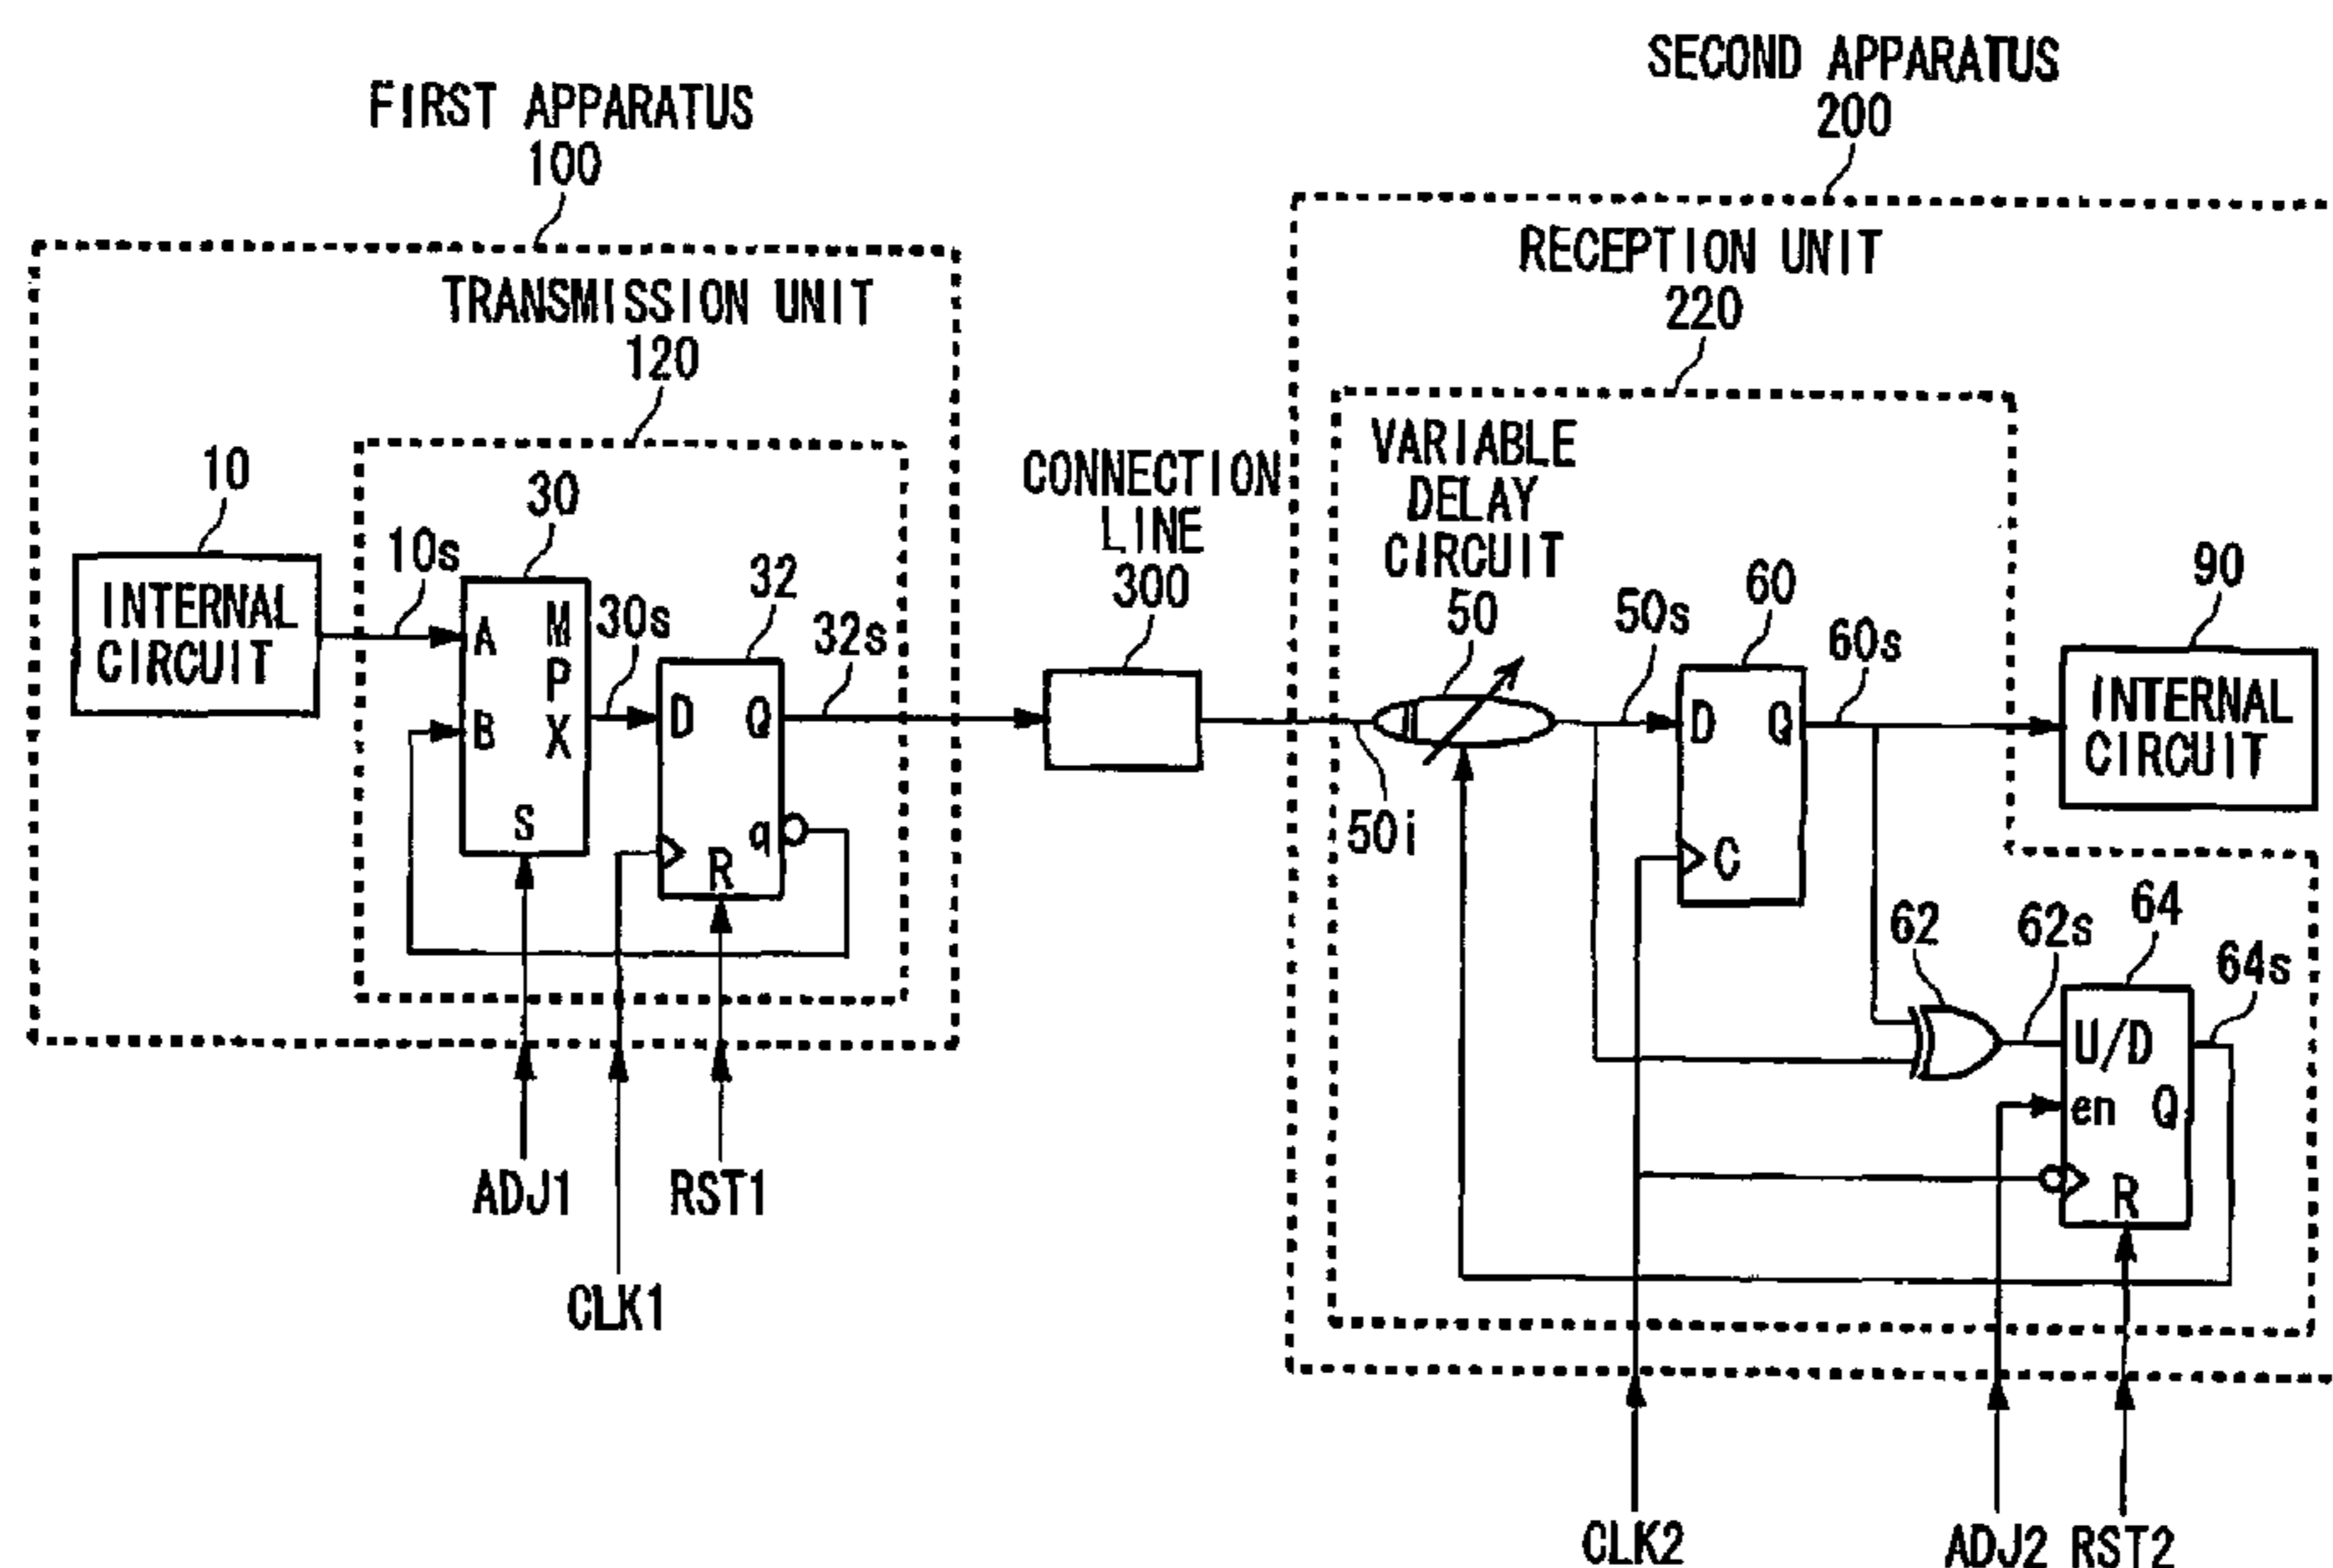 SECOND APPARATUS
200
FIRST APPARATUS
100
RECEPTION UNIT
220
TRANSMISSION UNIT
120
VARIABLE
DELAY
CIRCUIT
50
CONNECTION
LINE
300
10
INTERNAL
CIRCUIT
10s
30
A
B
M
P
X
S
30s
32
D
Q
q
R
32s
50i
50s
60
D
Q
C
60s
90
INTERNAL
CIRCUIT
62
62s
64
64s
U/D
en
Q
R
ADJ1
RST1
CLK1
CLK2
ADJ2
RST2